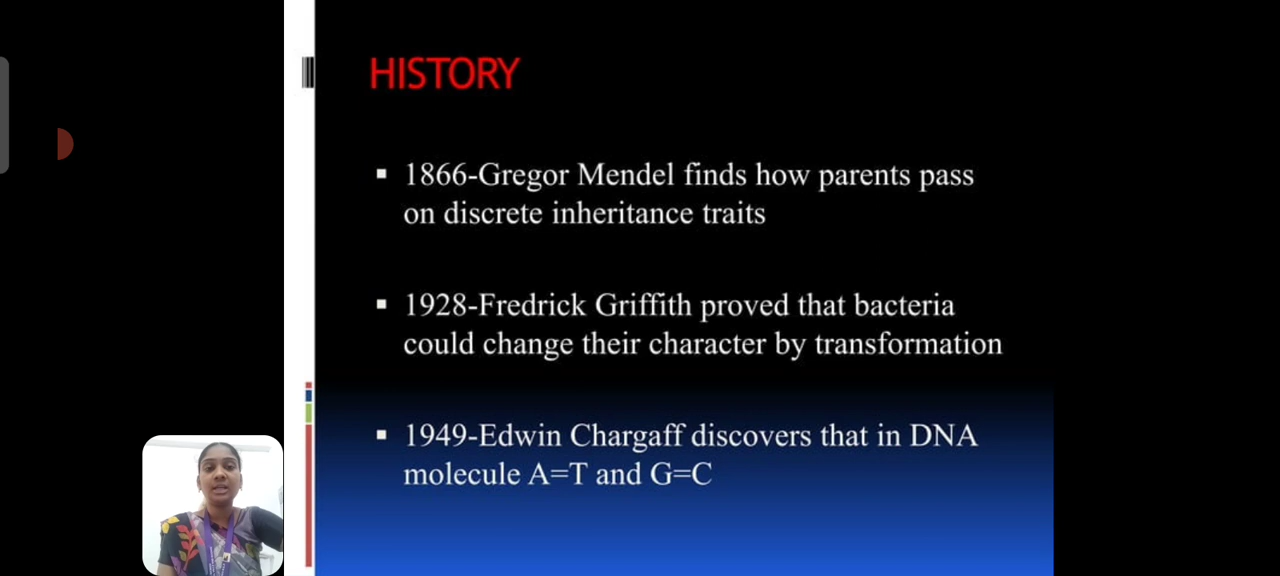 HISTORY
1866-Gregor Mendel finds how parents pass
on discrete inheritance traits
1928-Fredrick Griffith proved that bacteria
could change their character by transformation
1949-Edwin Chargaff discovers that in DNA
molecule A=T and G=C